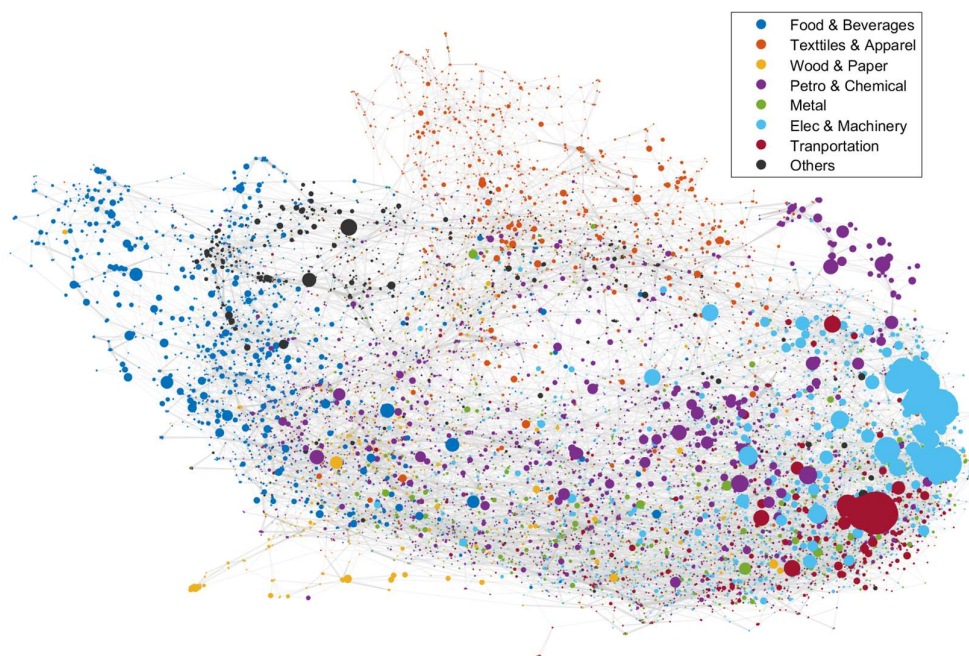 Food & Beverages
Texttiles & Apparel
Wood & Paper
Petro & Chemical
Metal
Elec & Machinery
Tranportation
Others